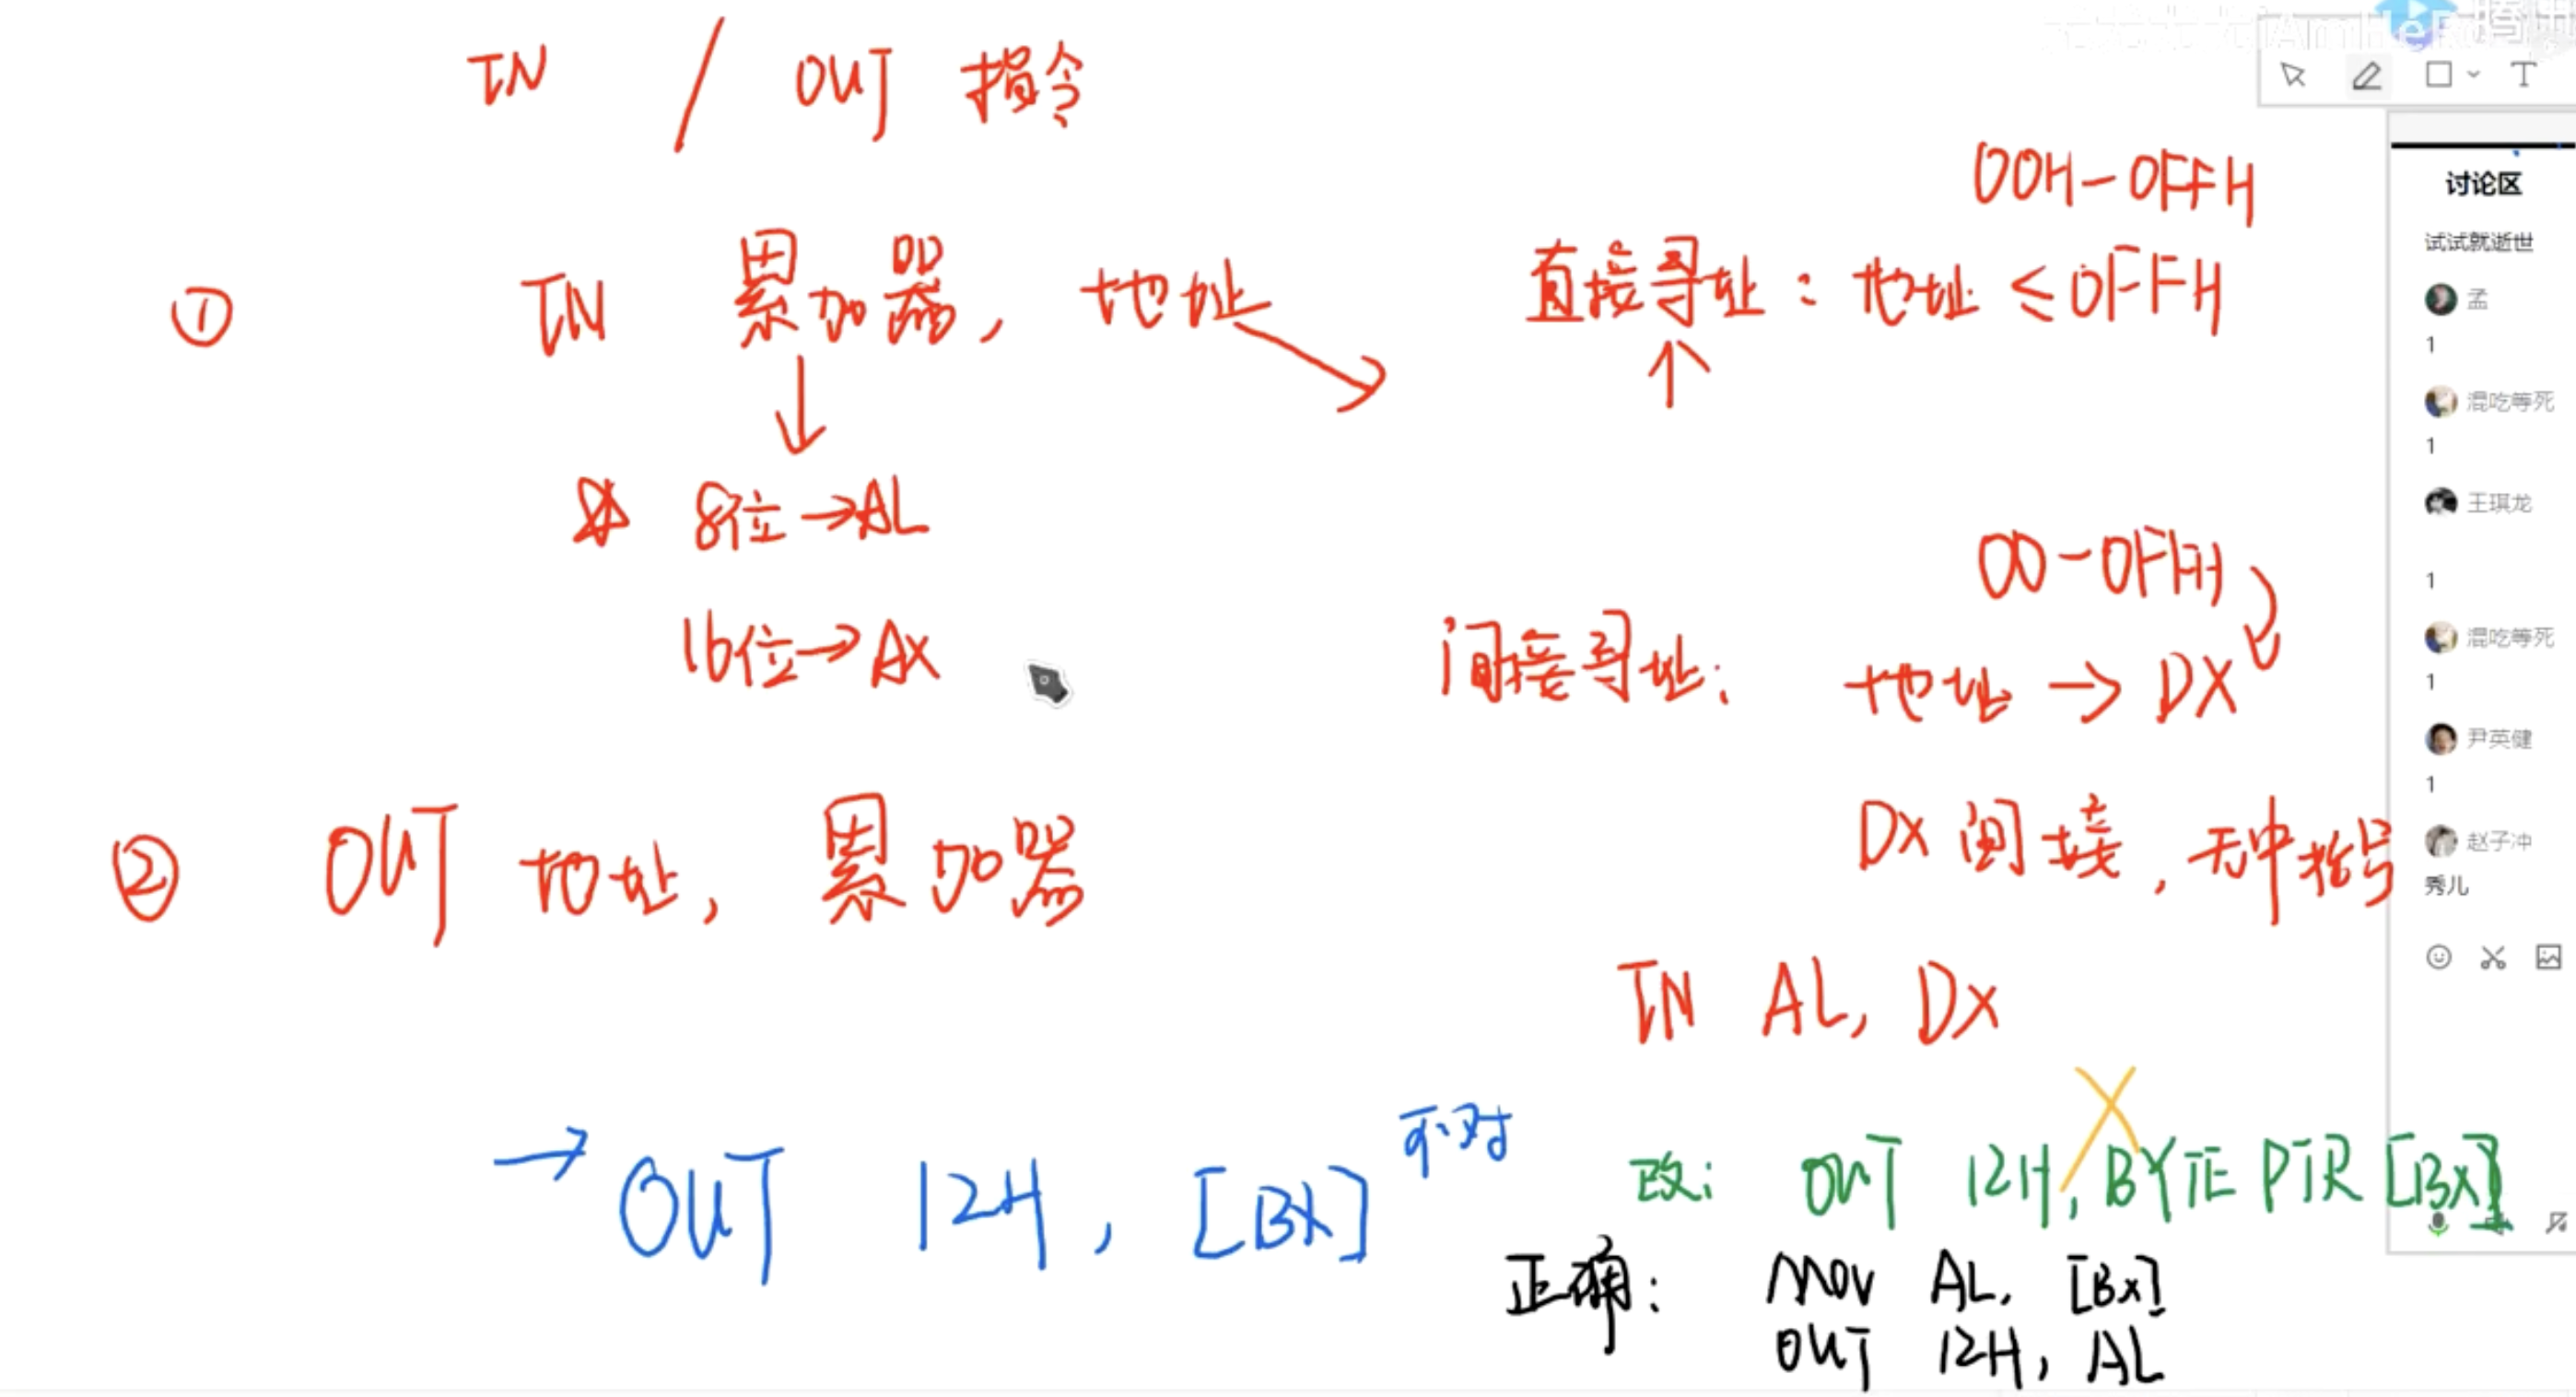 IN / OUT 指令
00H-0FFH
① IN 累加器, 地址
直接寻址: 地址 ≤0FFH
8位→AL
16位→AX
00-0FFH
间接寻址: 地址 → DX
DX 间接, 无中括号
② OUT 地址, 累加器
IN AL, DX
→ OUT 12H, [BX] 不对
改: OUT 12H, BYTE PTR [BX]
正确: MOV AL, [BX]
OUT 12H, AL
T
讨论区
试试就逝世
孟
1
混吃等死
1
王琪龙
1
混吃等死
1
尹英健
1
赵子冲
秀儿